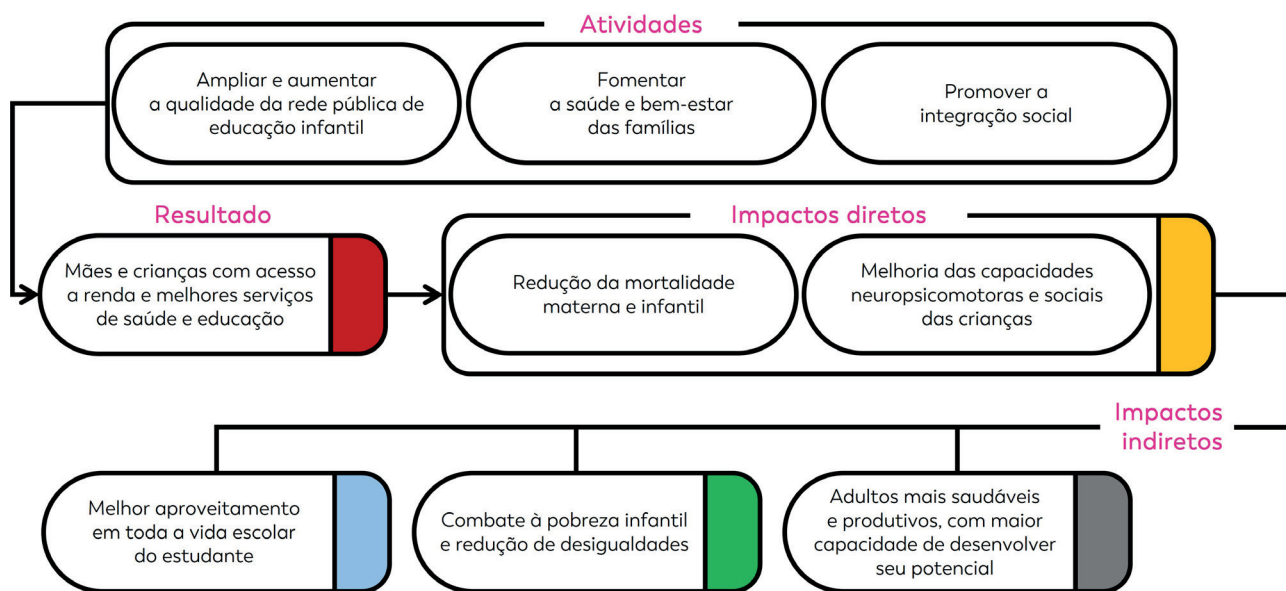 Atividades
Ampliar e aumentar
a qualidade da rede pública de
educação infantil
Fomentar
a saúde e bem-estar
das famílias
Promover a
integração social
Resultado
Mães e crianças com acesso
a renda e melhores serviços
de saúde e educação
Impactos diretos
Redução da mortalidade
materna e infantil
Melhoria das capacidades
neuropsicomotoras e sociais
das crianças
Impactos
indiretos
Melhor aproveitamento
em toda a vida escolar
do estudante
Combate à pobreza infantil
e redução de desigualdades
Adultos mais saudáveis
e produtivos, com maior
capacidade de desenvolver
seu potencial